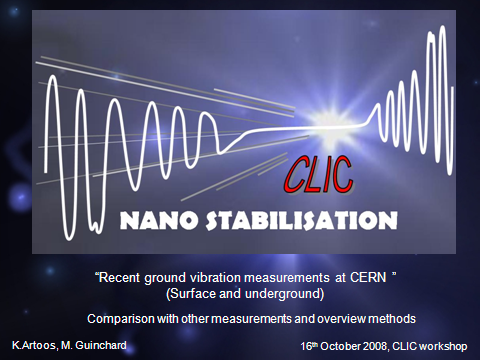 CLIC
NANO STABILISATION
“Recent ground vibration measurements at CERN ”
(Surface and underground)
Comparison with other measurements and overview methods
K.Artoos, M. Guinchard
16th October 2008, CLIC workshop